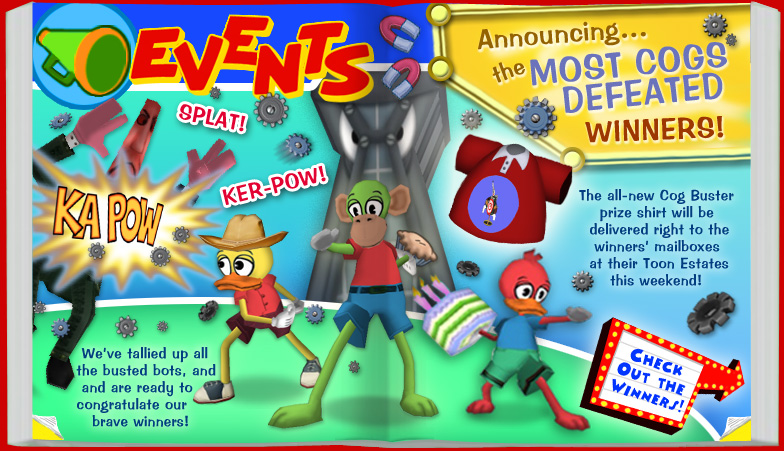 EVENTS
Announcing...
the MOST COGS
DEFEATED
WINNERS!
SPLAT!
KER-POW!
KA POW
The all-new Cog Buster
prize shirt will be
delivered right to the
winners' mailboxes
at their Toon Estates
this weekend!
We've tallied up all
the busted bots, and
and are ready to
congratulate our
brave winners!
CHECK
OUT THE
WINNERS!